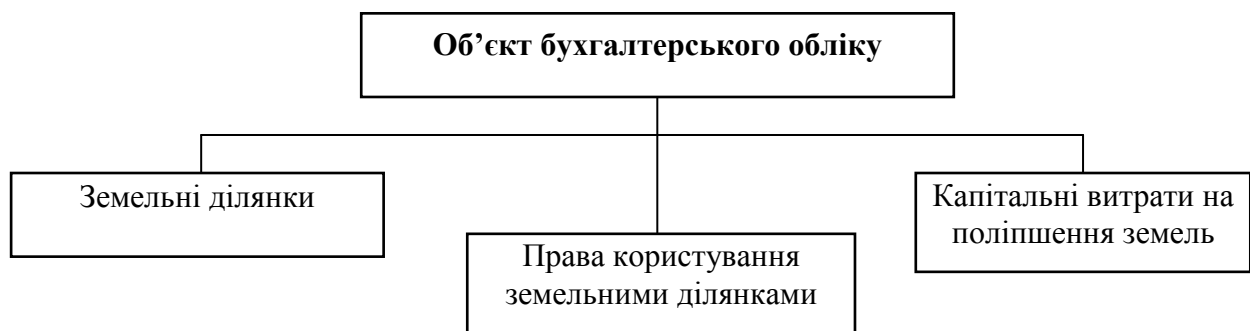 Об’єкт бухгалтерського обліку
Земельні ділянки
Права користування
земельними ділянками
Капітальні витрати на
поліпшення земель